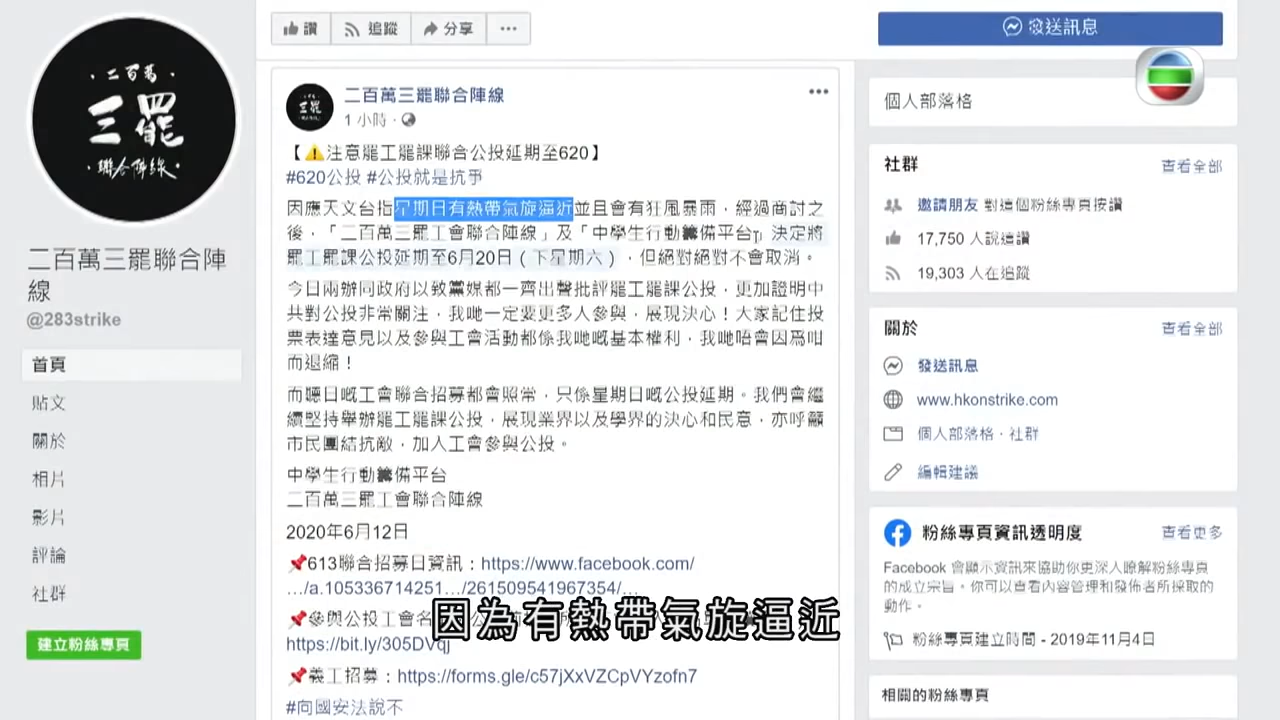 二百萬
三罷
聯合陣線
二百萬三罷聯合陣
線
@283strike
首頁
貼文
關於
相片
影片
評論
社群
建立粉絲專頁
讚
追蹤
分享
發送訊息
二百萬三罷聯合陣線
1 小時
【⚠️注意罷工罷課聯合公投延期至620】
#620公投 #公投就是抗爭
因應天文台指星期日有熱帶氣旋逼近並且會有狂風暴雨，經過商討之
後，「二百萬三罷工會聯合陣線」及「中學生行動籌備平台」決定將
罷工罷課公投延期至6月20日（下星期六），但絕對絕對不會取消。
今日兩辦同政府以致黨媒都一齊出聲批評罷工罷課公投，更加證明中
共對公投非常關注，我哋一定要更多人參與，展現決心！大家記住投
票表達意見以及參與工會活動都係我哋嘅基本權利，我哋唔會因為咁
而退縮！
而聽日嘅工會聯合招募都會照常，只係星期日嘅公投延期。我們會繼
續堅持舉辦罷工罷課公投，展現業界以及學界的決心和民意，亦呼籲
市民團結抗敵，加入工會參與公投。
中學生行動籌備平台
二百萬三罷工會聯合陣線
2020年6月12日
📌613聯合招募日資訊：https://www.facebook.com/
…/a.105336714251…/261509541967354/…
📌參與公投工會名
因為有熱帶氣旋逼近
https://bit.ly/305DVqj
📌義工招募：https://forms.gle/c57jXxVZCpVYzofn7
#向國安法說不
個人部落格
社群
查看全部
邀請朋友 對這個粉絲專頁按讚
17,750 人說這讚
19,303 人在追蹤
關於
查看全部
發送訊息
www.hkonstrike.com
個人部落格 · 社群
編輯建議
粉絲專頁資訊透明度
查看更多
Facebook 會顯示資訊來協助你更深入瞭解粉絲專頁
的成立宗旨。你可以查看內容管理和發佈者所採取的
動作。
粉絲專頁建立時間 - 2019年11月4日
相關的粉絲專頁